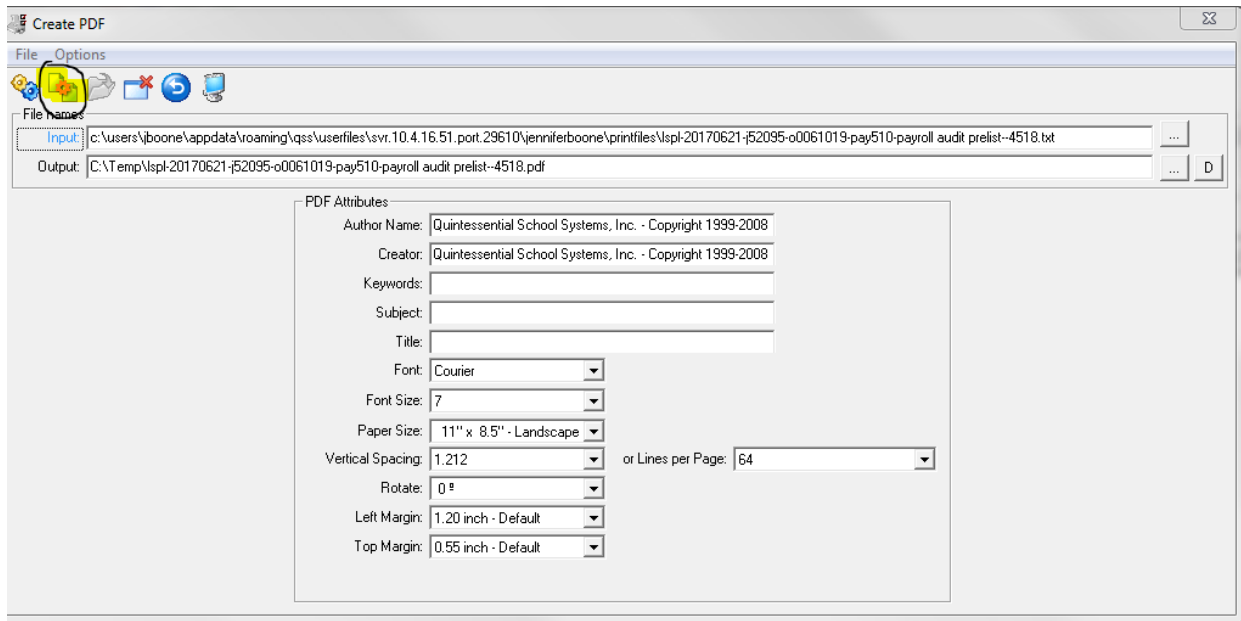 Create PDF
File Options
File names
Input: c:\users\jboone\appdata\roaming\qss\userfiles\svr.10.4.16.51.port.29610\jenniferboone\printfiles\lspl-20170621-j52095-o0061019-pay510-payroll audit prelist--4518.txt ...
Output: C:\Temp\lspl-20170621-j52095-o0061019-pay510-payroll audit prelist--4518.pdf ... D
PDF Attributes
Author Name: Quintessential School Systems, Inc. - Copyright 1999-2008
Creator: Quintessential School Systems, Inc. - Copyright 1999-2008
Keywords:
Subject:
Title:
Font: Courier
Font Size: 7
Paper Size: 11" x 8.5" - Landscape
Vertical Spacing: 1.212 or Lines per Page: 64
Rotate: 0 º
Left Margin: 1.20 inch - Default
Top Margin: 0.55 inch - Default